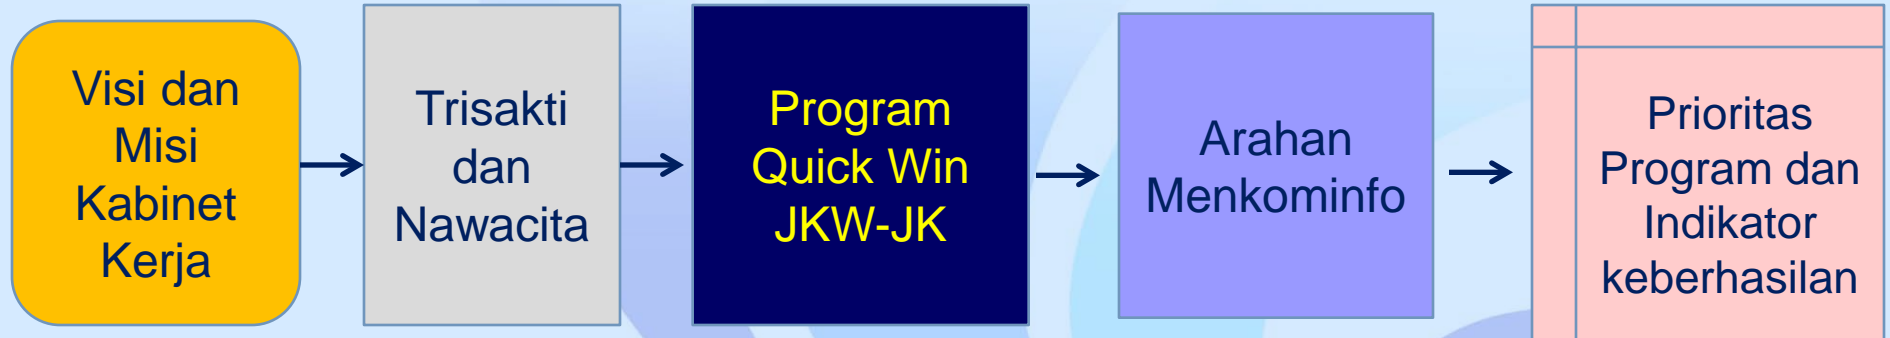 Visi dan
Misi
Kabinet
Kerja
Trisakti
dan
Nawacita
Program
Quick Win
JKW-JK
Arahan
Menkominfo
Prioritas
Program dan
Indikator
keberhasilan